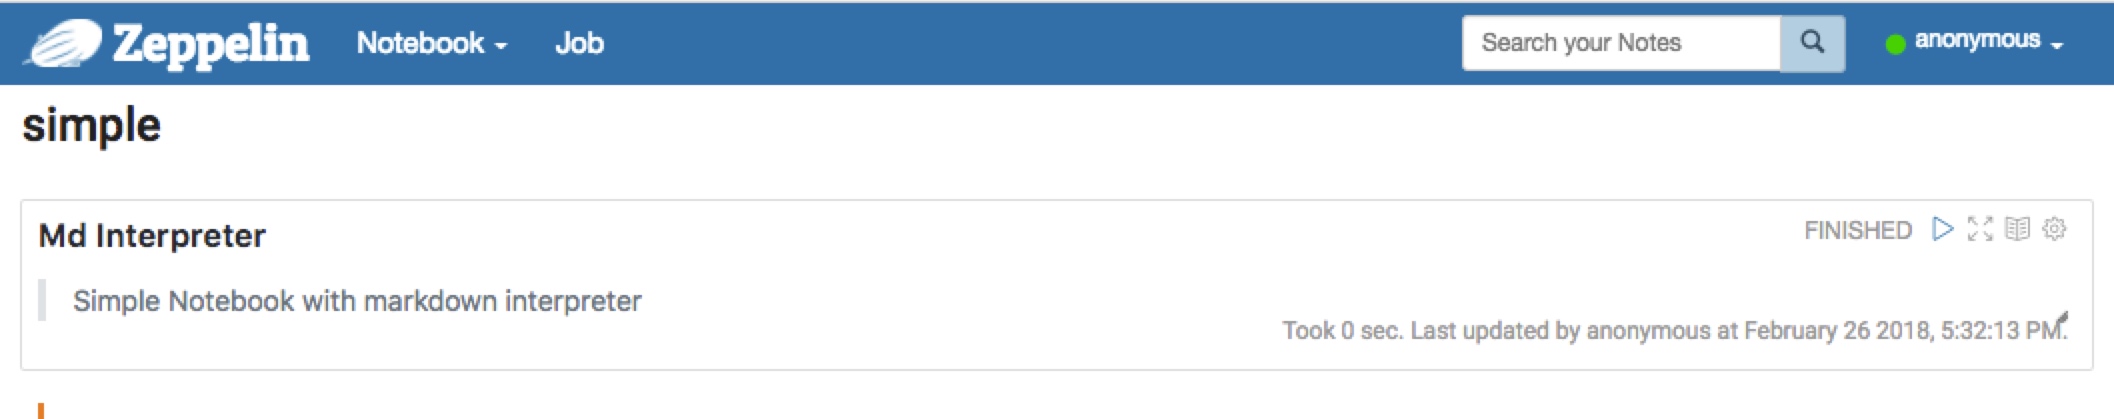 Zeppelin Notebook Job Search your Notes anonymous
simple
Md Interpreter FINISHED
Simple Notebook with markdown interpreter
Took 0 sec. Last updated by anonymous at February 26 2018, 5:32:13 PM.